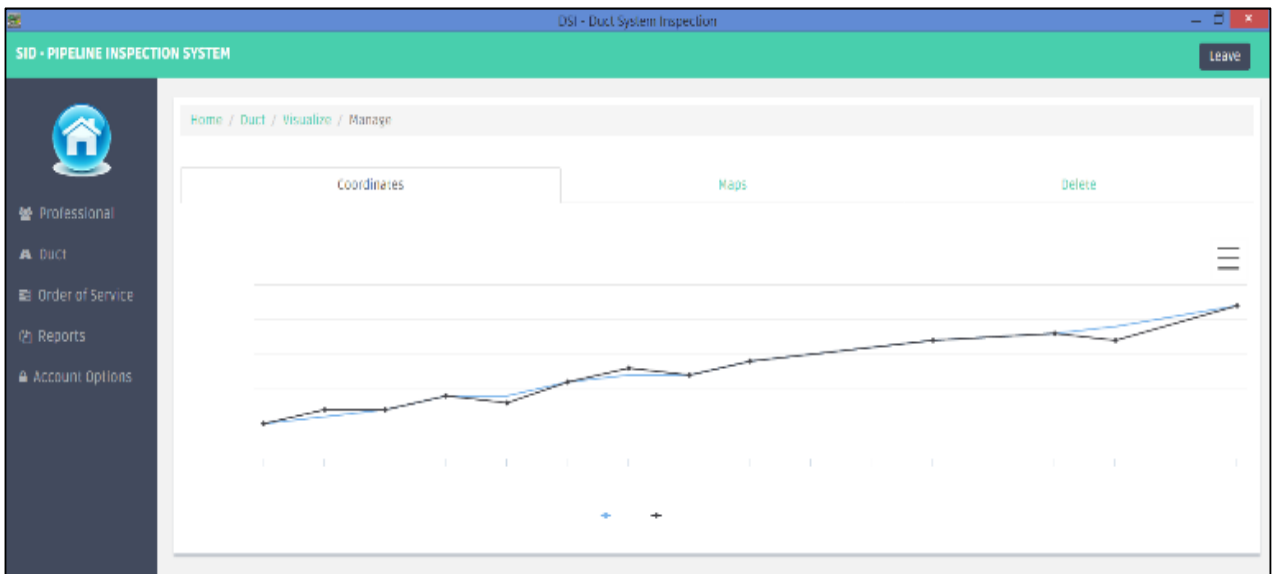 DSI - Duct System Inspection
SID - PIPELINE INSPECTION SYSTEM
Leave
Home / Duct / Visualize / Manage
Coordinates
Maps
Delete
Professional
Duct
Order of Service
Reports
Account Options